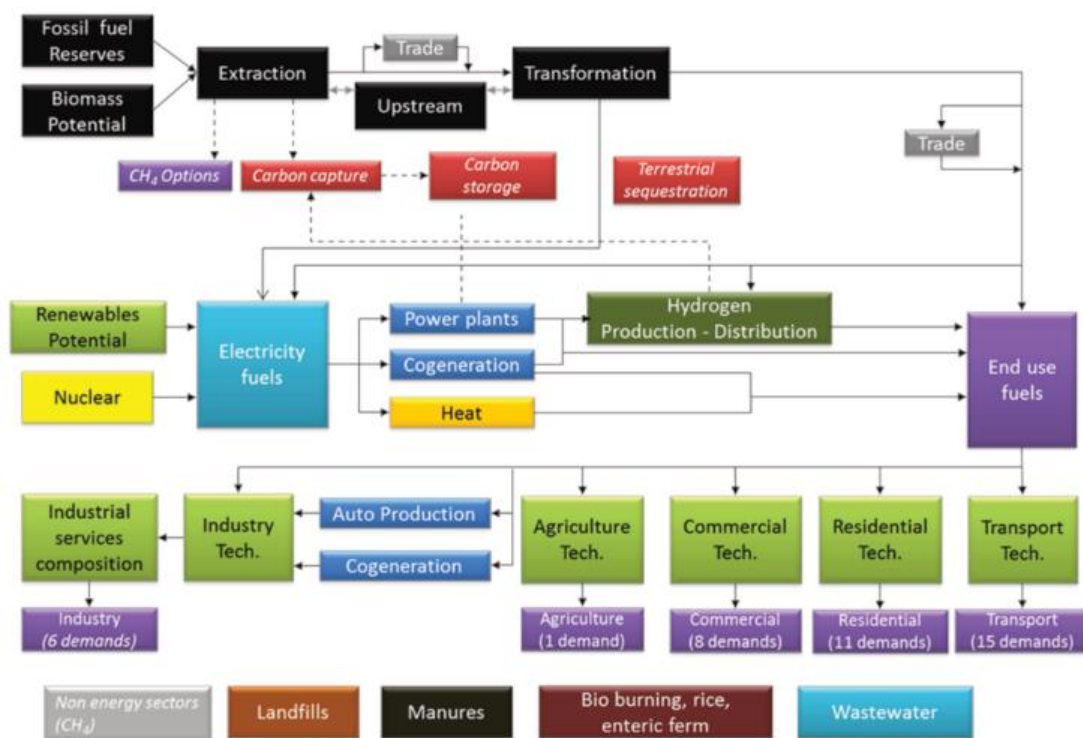 Fossil fuel
Reserves
Trade
Extraction
Transformation
Biomass
Potential
Upstream
Trade
CH₄ Options
Carbon capture
Carbon
storage
Terrestrial
sequestration
Renewables
Potential
Nuclear
Electricity
fuels
Power plants
Cogeneration
Heat
Hydrogen
Production - Distribution
End use
fuels
Industrial
services
composition
Industry
Tech.
Auto Production
Cogeneration
Agriculture
Tech.
Commercial
Tech.
Residential
Tech.
Transport
Tech.
Industry
(6 demands)
Agriculture
(1 demand)
Commercial
(8 demands)
Residential
(11 demands)
Transport
(15 demands)
Non energy sectors
(CH₄)
Landfills
Manures
Bio burning, rice,
enteric ferm
Wastewater